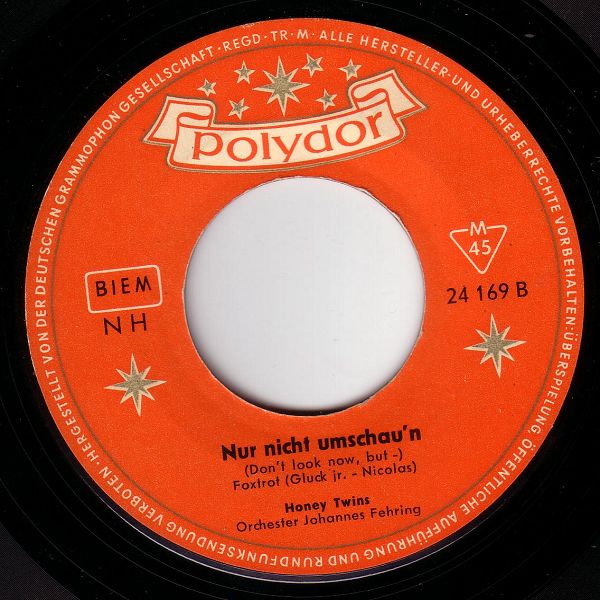 HERGESTELLT VON DER DEUTSCHEN GRAMMOPHON GESELLSCHAFT · REGD · TR · M · ALLE HERSTELLER- UND URHEBERRECHTE VORBEHALTEN: ÜBERSPIELUNG, ÖFFENTLICHE AUFFÜHRUNG UND RUNDFUNKSENDUNG VERBOTEN ·
polydor
M
45
BIEM
NH
24 169 B
Nur nicht umschau'n
(Don't look now, but -)
Foxtrot (Gluck jr. - Nicolas)
Honey Twins
Orchester Johannes Fehring